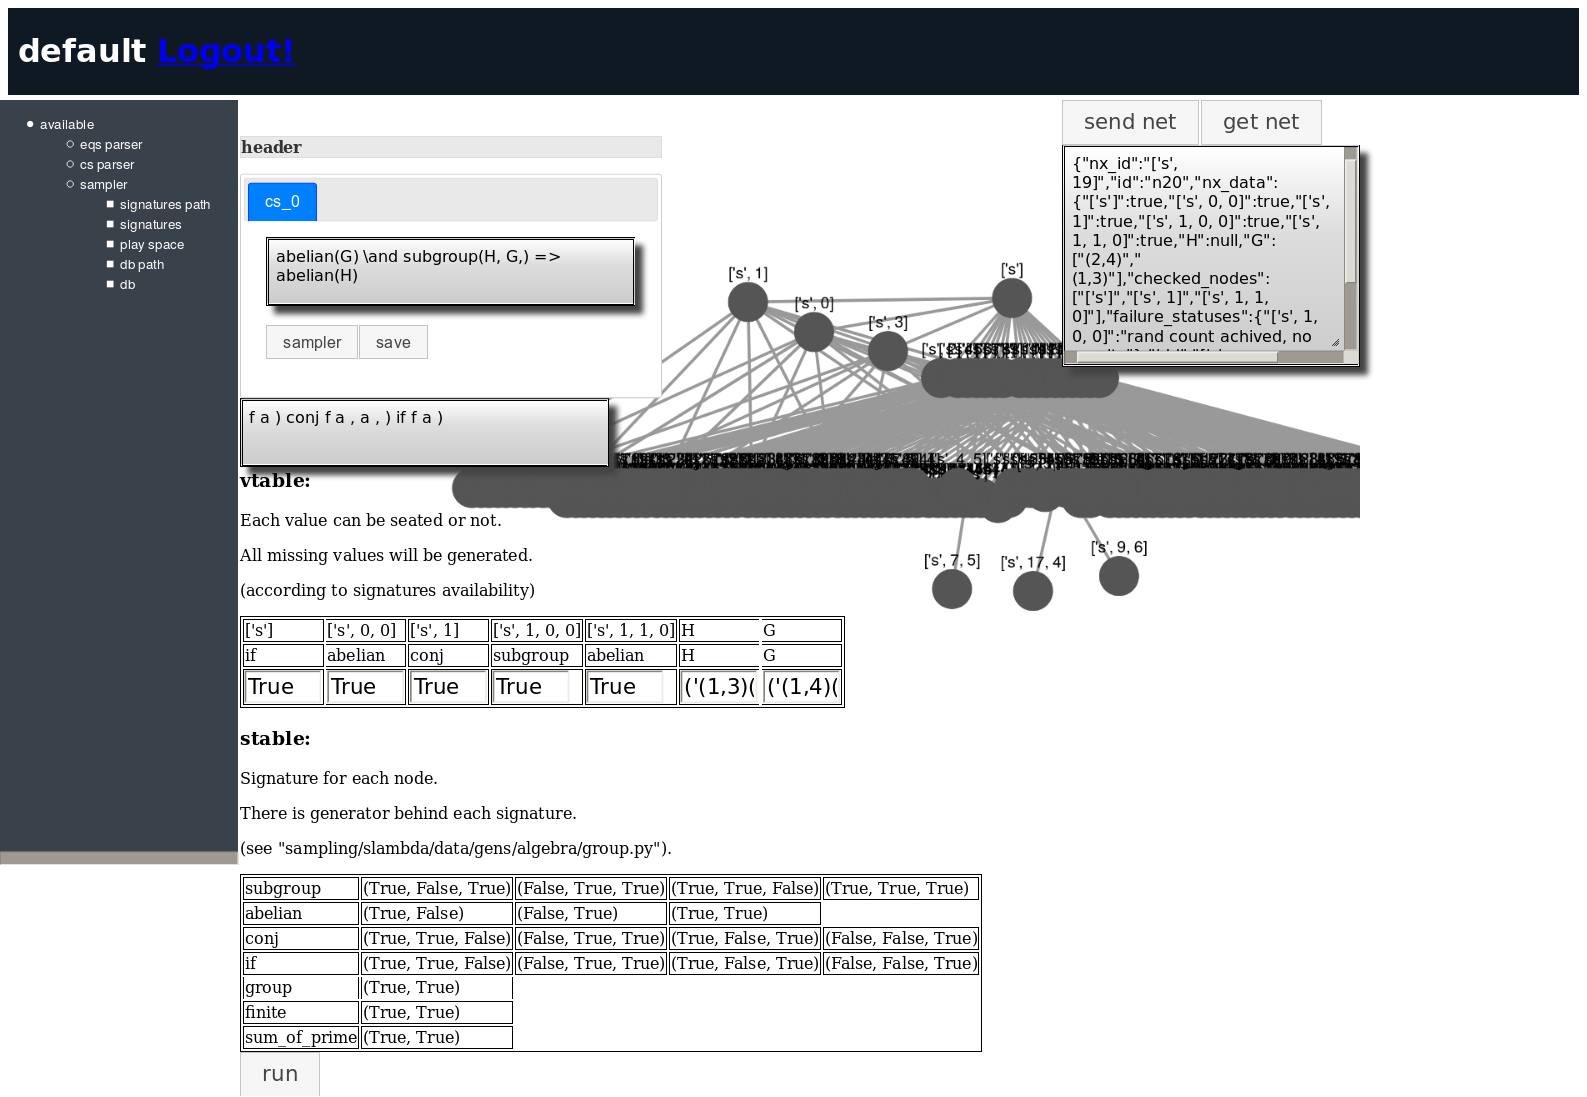 default Logout!
available
eqs parser
cs parser
sampler
signatures path
signatures
play space
db path
db
header
cs_0
abelian(G) \and subgroup(H, G,) =>
abelian(H)
sampler save
f a ) conj f a , a , ) if f a )
send net get net
{"nx_id":"['s',
19]","id":"n20","nx_data":
{"['s']":true,"['s', 0, 0]":true,"['s',
1]":true,"['s', 1, 0, 0]":true,"['s',
1, 1, 0]":true,"H":null,"G":
["(2,4)","
(1,3)"],"checked_nodes":
["['s']","['s', 1]","['s', 1, 1,
0]"],"failure_statuses":{"['s', 1,
0, 0]":"rand count achived, no
['s', 1]
['s', 0]
['s', 3]
['s']
['s', 7, 5]
['s', 17, 4]
['s', 9, 6]
vtable:
Each value can be seated or not.
All missing values will be generated.
(according to signatures availability)
['s'] ['s', 0, 0] ['s', 1] ['s', 1, 0, 0] ['s', 1, 1, 0] H G
if abelian conj subgroup abelian H G
True True True True True ('(1,3)( ('(1,4)(
stable:
Signature for each node.
There is generator behind each signature.
(see "sampling/slambda/data/gens/algebra/group.py").
subgroup (True, False, True) (False, True, True) (True, True, False) (True, True, True)
abelian (True, False) (False, True) (True, True)
conj (True, True, False) (False, True, True) (True, False, True) (False, False, True)
if (True, True, False) (False, True, True) (True, False, True) (False, False, True)
group (True, True)
finite (True, True)
sum_of_prime (True, True)
run